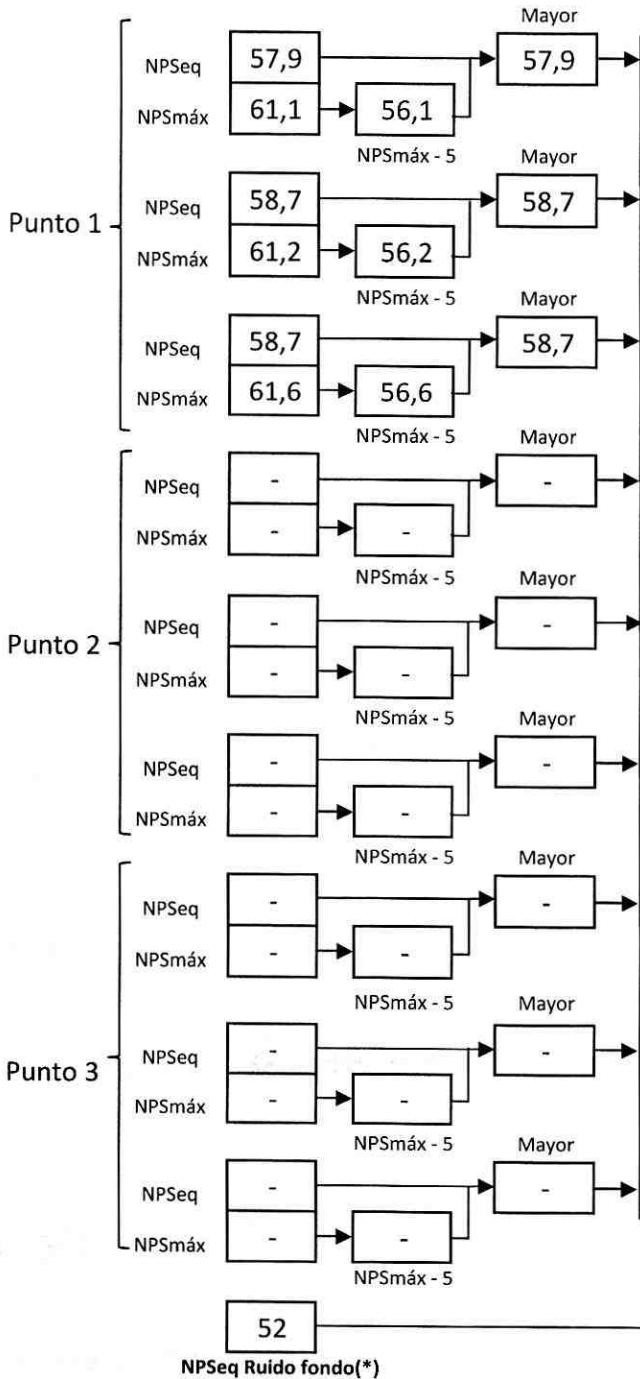 Mayor
NPSeq 57,9 57,9
NPSmáx 61,1 56,1
NPSmáx - 5
Mayor
NPSeq 58,7 58,7
Punto 1
NPSmáx 61,2 56,2
NPSmáx - 5
Mayor
NPSeq 58,7 58,7
NPSmáx 61,6 56,6
NPSmáx - 5
Mayor
NPSeq - -
NPSmáx - -
NPSmáx - 5
Mayor
NPSeq - -
Punto 2
NPSmáx - -
NPSmáx - 5
Mayor
NPSeq - -
NPSmáx - -
NPSmáx - 5
Mayor
NPSeq - -
NPSmáx - -
NPSmáx - 5
Mayor
NPSeq - -
Punto 3
NPSmáx - -
NPSmáx - 5
Mayor
NPSeq - -
NPSmáx - -
NPSmáx - 5
52
NPSeq Ruido fondo(*)